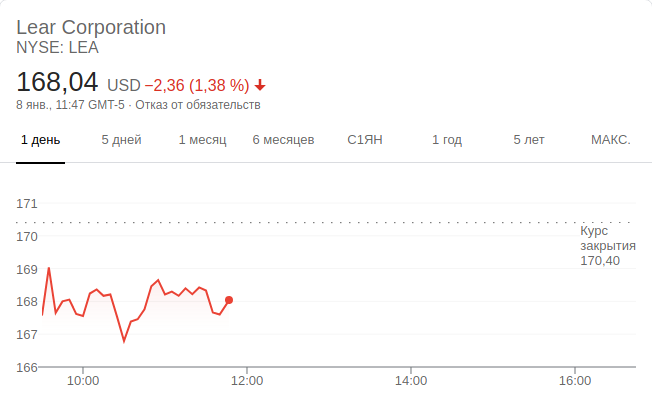 Lear Corporation
NYSE: LEA
168,04 USD −2,36 (1,38 %)
8 янв., 11:47 GMT-5 · Отказ от обязательств
1 день 5 дней 1 месяц 6 месяцев С1ЯН 1 год 5 лет МАКС.
171
170
169
168
167
166
Курс
закрытия
170,40
10:00 12:00 14:00 16:00